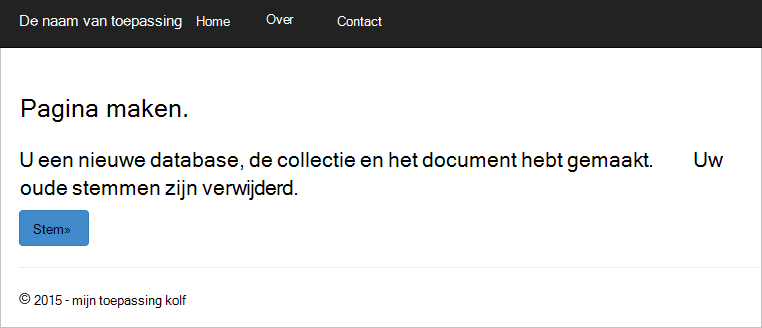 De naam van toepassing Home Over Contact
Pagina maken.
U een nieuwe database, de collectie en het document hebt gemaakt. Uw
oude stemmen zijn verwijderd.
Stem»
© 2015 - mijn toepassing kolf